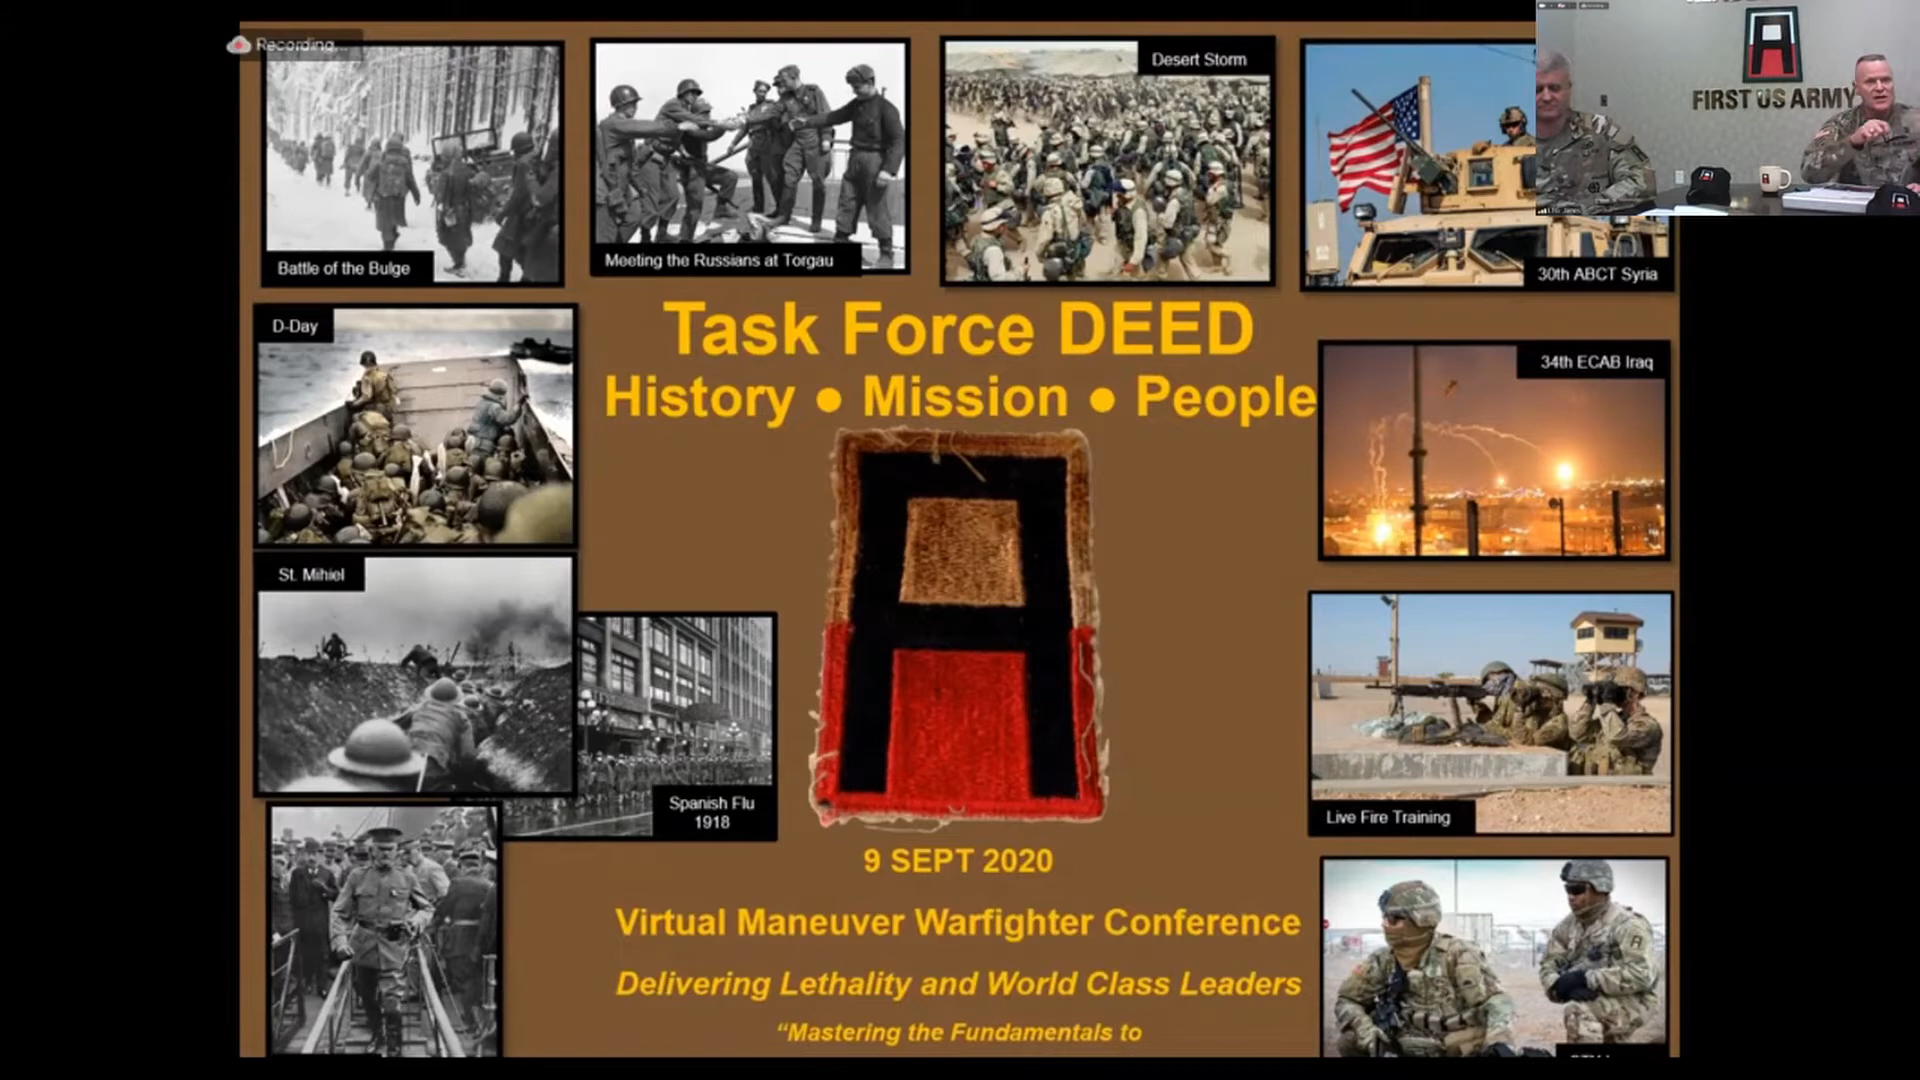 Recording...
Desert Storm
FIRST US ARMY
Battle of the Bulge
Meeting the Russians at Torgau
30th ABCT Syria
D-Day
Task Force DEED
History ● Mission ● People
34th ECAB Iraq
St. Mihiel
Spanish Flu
1918
Live Fire Training
9 SEPT 2020
Virtual Maneuver Warfighter Conference
Delivering Lethality and World Class Leaders
“Mastering the Fundamentals to